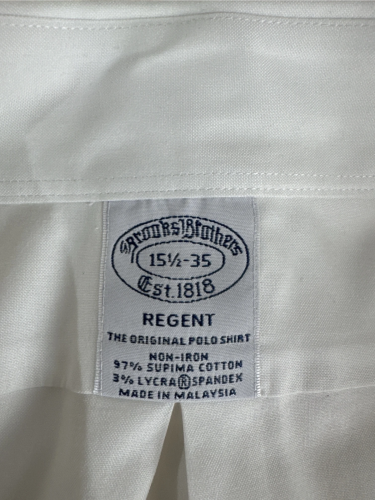 Brooks Brothers
15½-35
Est. 1818
REGENT
THE ORIGINAL POLO SHIRT
NON-IRON
97% SUPIMA COTTON
3% LYCRA®SPANDEX
MADE IN MALAYSIA